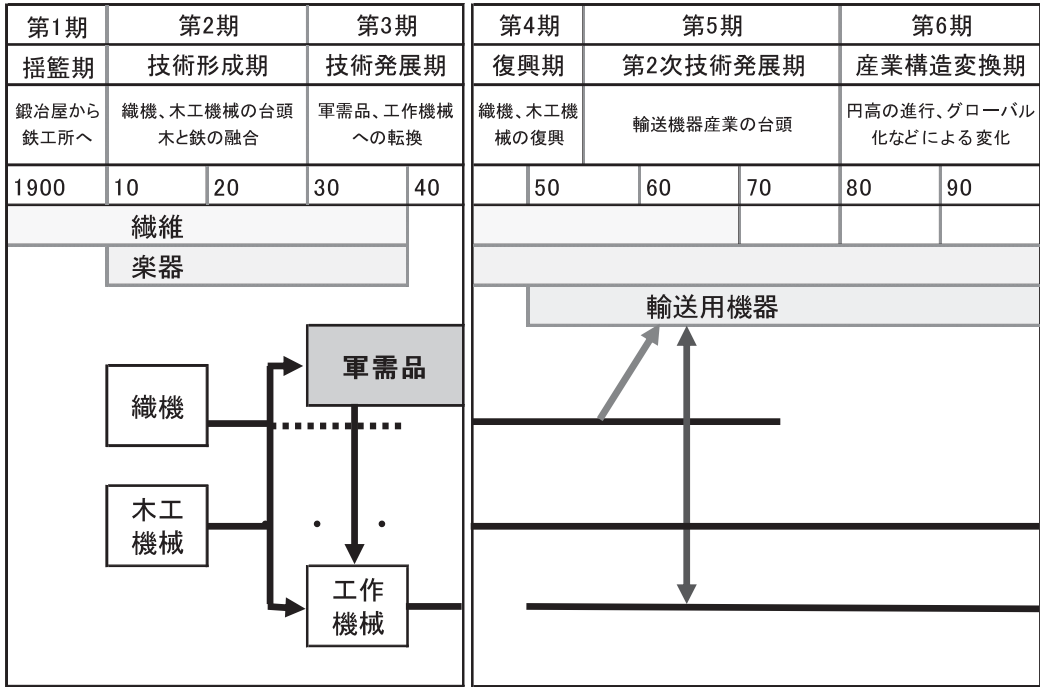 第1期
第2期
第3期
第4期
第5期
第6期
揺籃期
技術形成期
技術発展期
復興期
第2次技術発展期
産業構造変換期
鍛冶屋から
鉄工所へ
織機、木工機械の台頭
木と鉄の融合
軍需品、工作機械
への転換
織機、木工機
械の復興
輸送機器産業の台頭
円高の進行、グローバル
化などによる変化
1900
10
20
30
40
50
60
70
80
90
繊維
楽器
輸送用機器
軍需品
織機
木工
機械
工作
機械